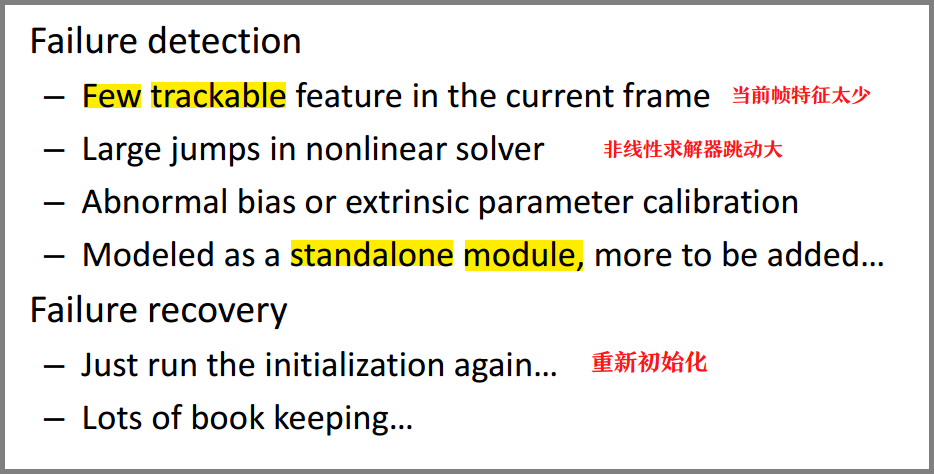 Failure detection
– Few trackable feature in the current frame 当前帧特征太少
– Large jumps in nonlinear solver 非线性求解器跳动大
– Abnormal bias or extrinsic parameter calibration
– Modeled as a standalone module, more to be added…
Failure recovery
– Just run the initialization again… 重新初始化
– Lots of book keeping…